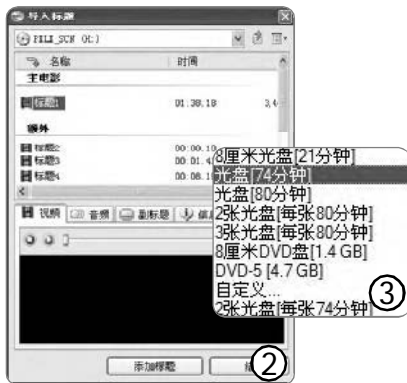 导入标题
FILI_SCN (H:)
名称 时间
主电影
标题1 01:38:18 3,4
额外
标题2 00:00:10
标题3 00:01:4
标题4 00:08:1
视频 音频 副标题
8厘米光盘[21分钟]
光盘[74分钟]
光盘[80分钟]
2张光盘[每张80分钟]
3张光盘[每张80分钟]
8厘米DVD盘[1.4 GB]
DVD-5 [4.7 GB]
自定义...
2张光盘[每张74分钟]
③
添加标题
②